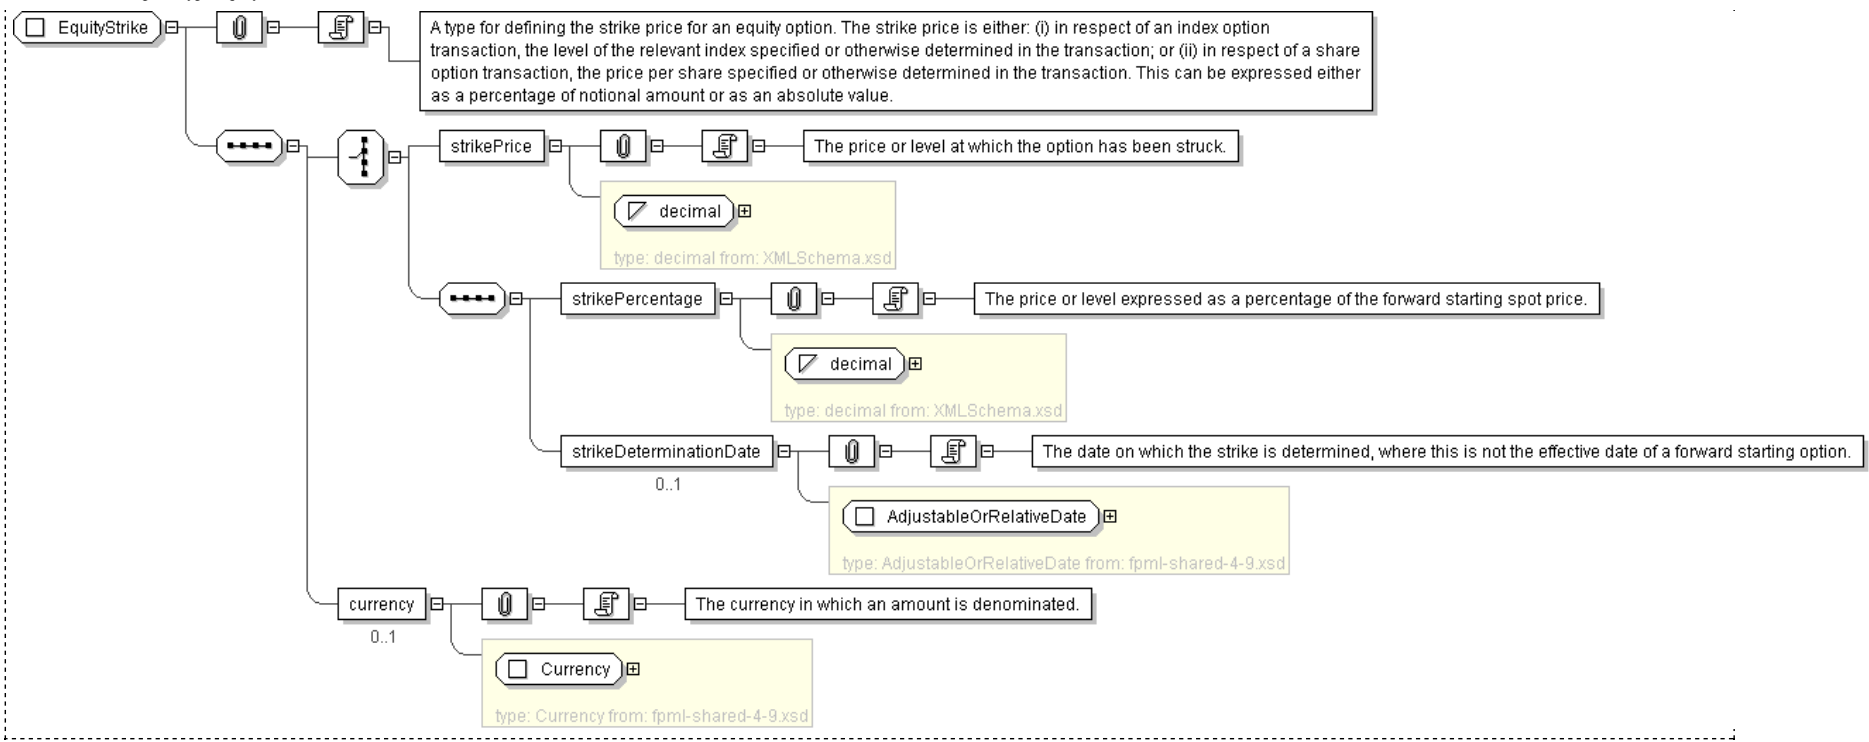 EquityStrike
A type for defining the strike price for an equity option. The strike price is either: (i) in respect of an index option
transaction, the level of the relevant index specified or otherwise determined in the transaction; or (ii) in respect of a share
option transaction, the price per share specified or otherwise determined in the transaction. This can be expressed either
as a percentage of notional amount or as an absolute value.
strikePrice
The price or level at which the option has been struck.
decimal
type: decimal from: XMLSchema.xsd
strikePercentage
The price or level expressed as a percentage of the forward starting spot price.
decimal
type: decimal from: XMLSchema.xsd
strikeDeterminationDate
The date on which the strike is determined, where this is not the effective date of a forward starting option.
0..1
AdjustableOrRelativeDate
type: AdjustableOrRelativeDate from: fpml-shared-4-9.xsd
currency
The currency in which an amount is denominated.
0..1
Currency
type: Currency from: fpml-shared-4-9.xsd